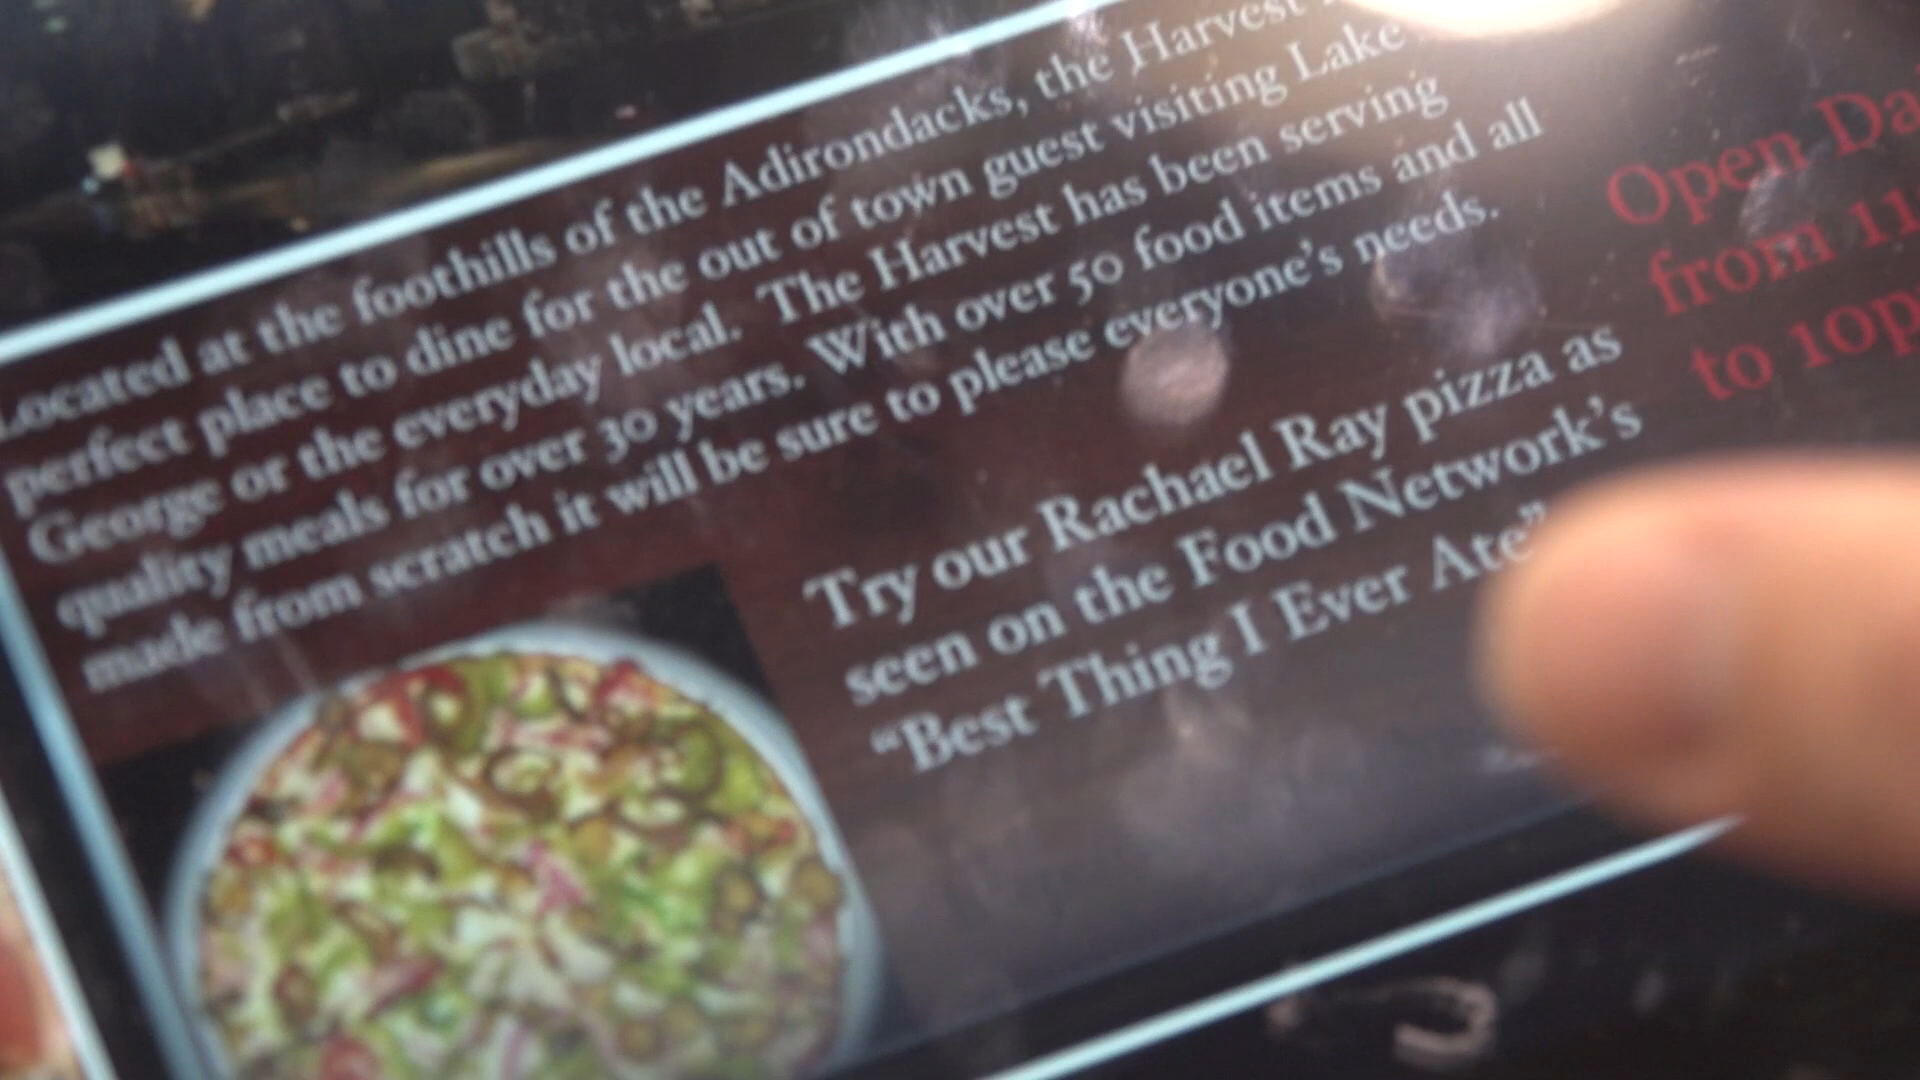 Located at the foothills of the Adirondacks, the Harvest
perfect place to dine for the out of town guest visiting Lake
George or the everyday local. The Harvest has been serving
quality meals for over 30 years. With over 50 food items and all
made from scratch it will be sure to please everyone's needs.
Try our Rachael Ray pizza as
seen on the Food Network's
"Best Thing I Ever Ate"
Open Da
from 11
to 10p